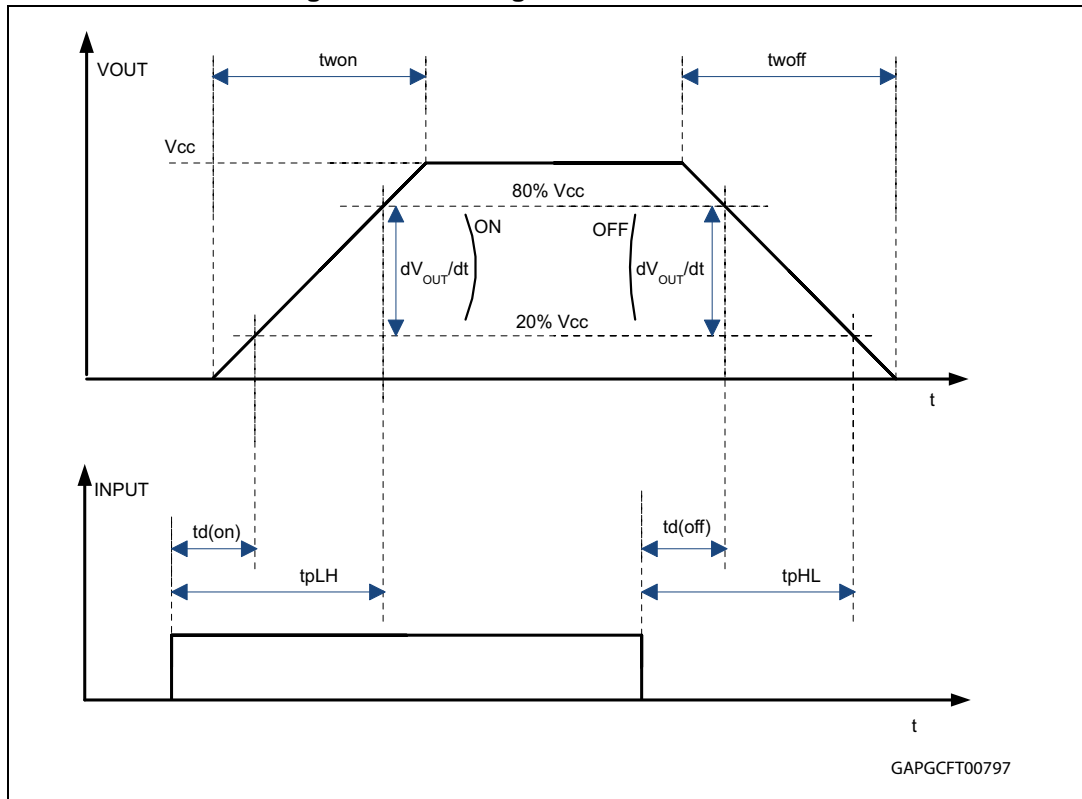 VOUT
twon
twoff
Vcc
80% Vcc
ON
OFF
dVOUT/dt
dVOUT/dt
20% Vcc
t
INPUT
td(on)
td(off)
tpLH
tpHL
t
GAPGCFT00797